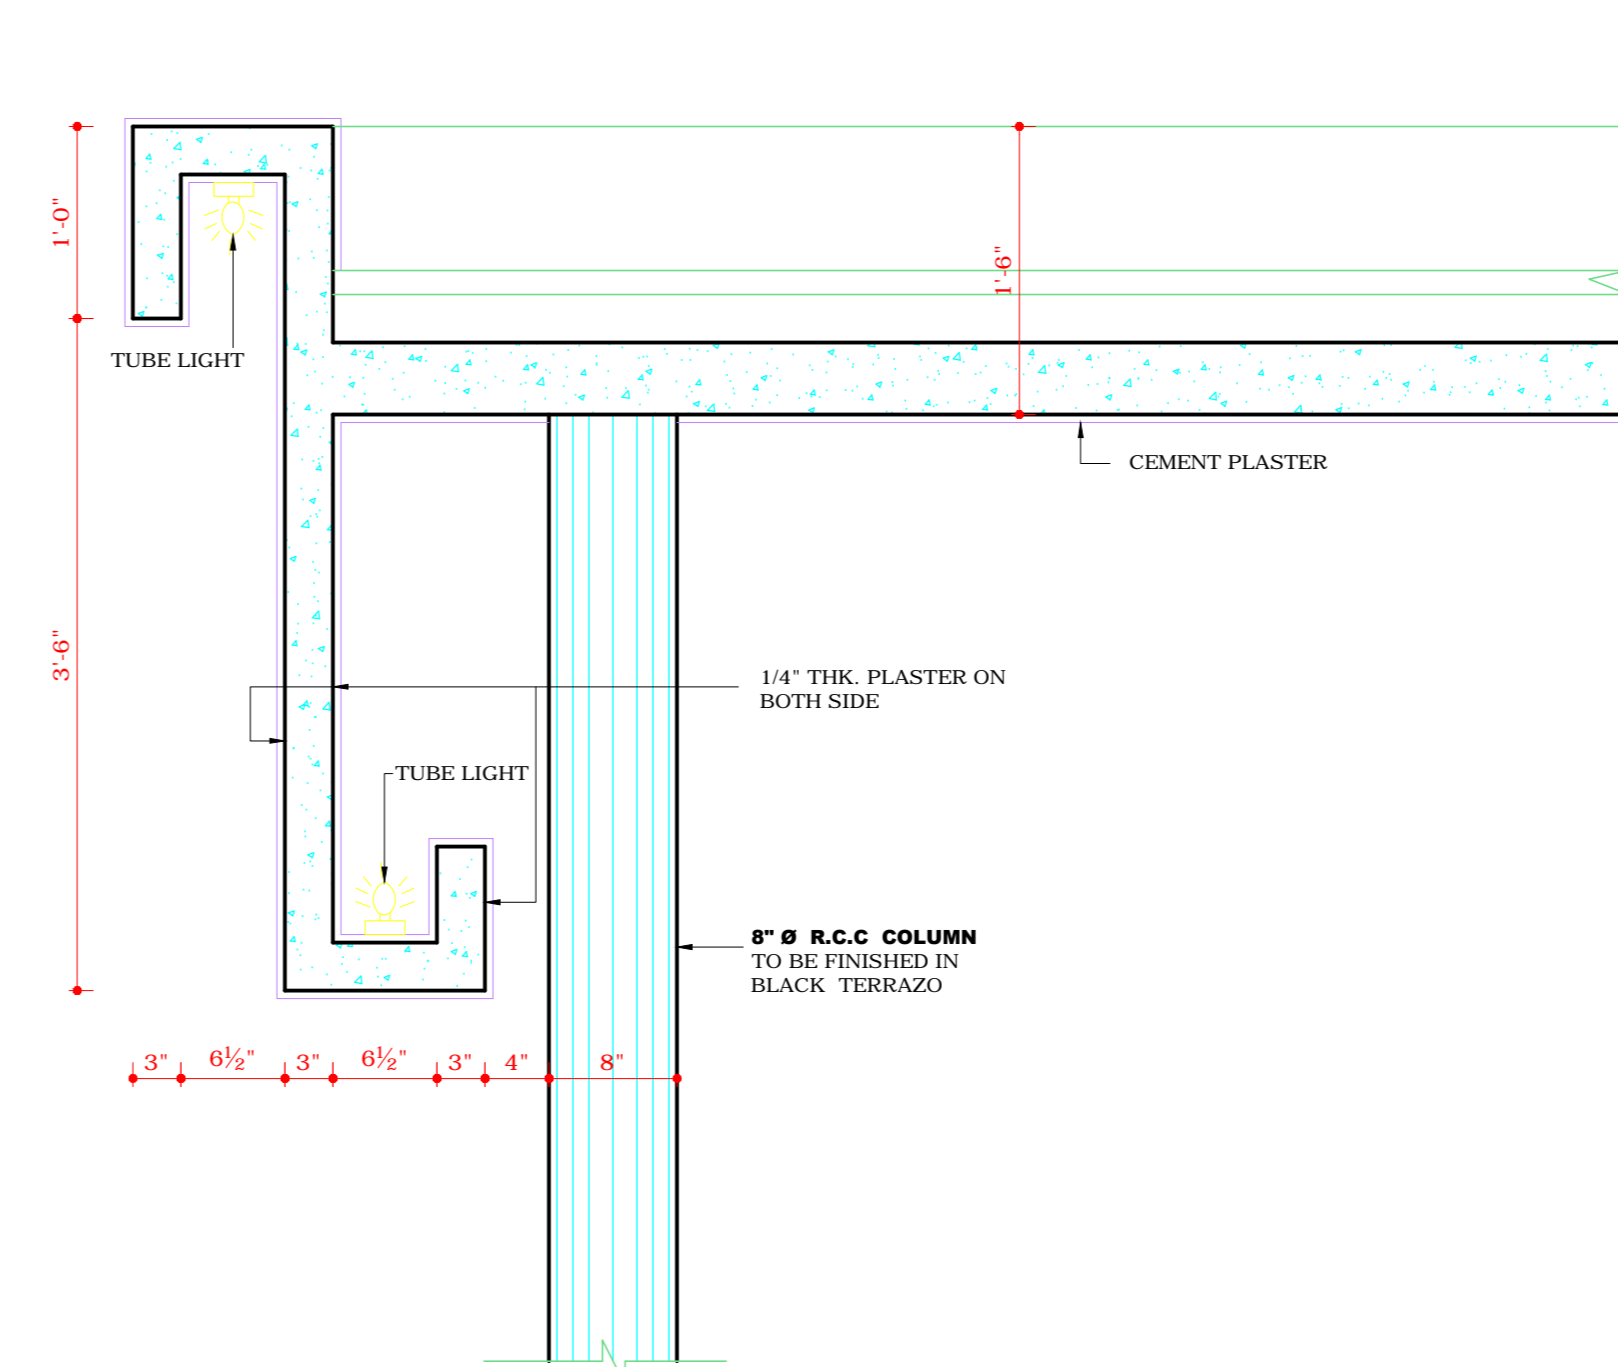 1'-0"
1'-6"
TUBE LIGHT
CEMENT PLASTER
3'-6"
1/4" THK. PLASTER ON
BOTH SIDE
TUBE LIGHT
8" Ø R.C.C COLUMN
TO BE FINISHED IN
BLACK TERRAZO
3" 6½" 3" 6½" 3" 4" 8"